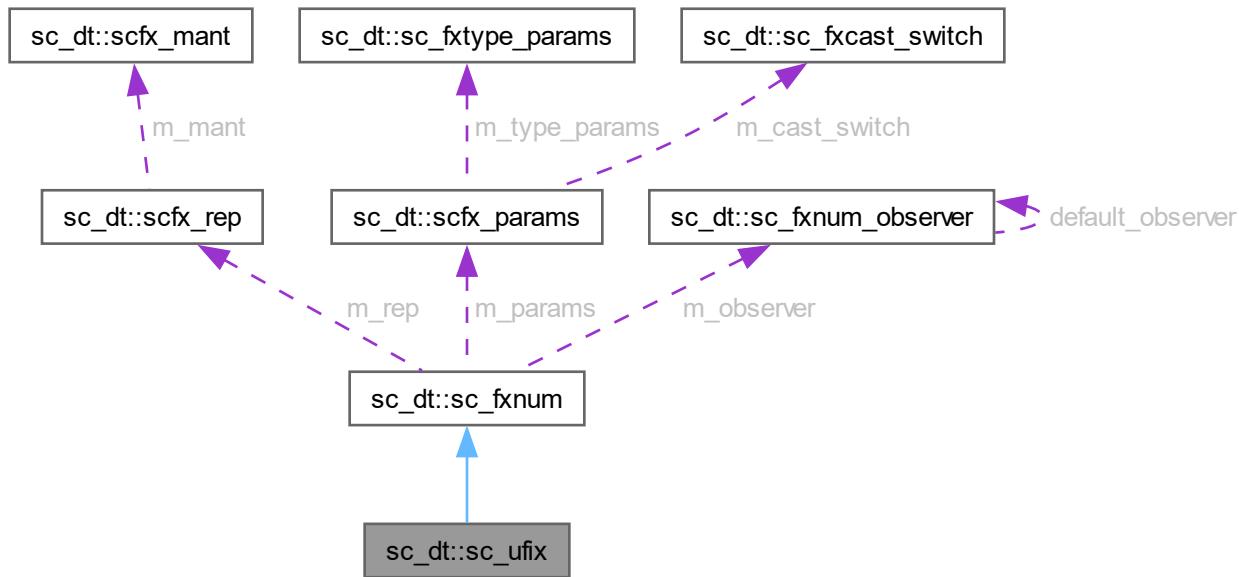 sc_dt::scfx_mant
sc_dt::sc_fxtype_params
sc_dt::sc_fxcast_switch
m_mant
m_type_params
m_cast_switch
sc_dt::scfx_rep
sc_dt::scfx_params
sc_dt::sc_fxnum_observer
default_observer
m_rep
m_params
m_observer
sc_dt::sc_fxnum
sc_dt::sc_ufix